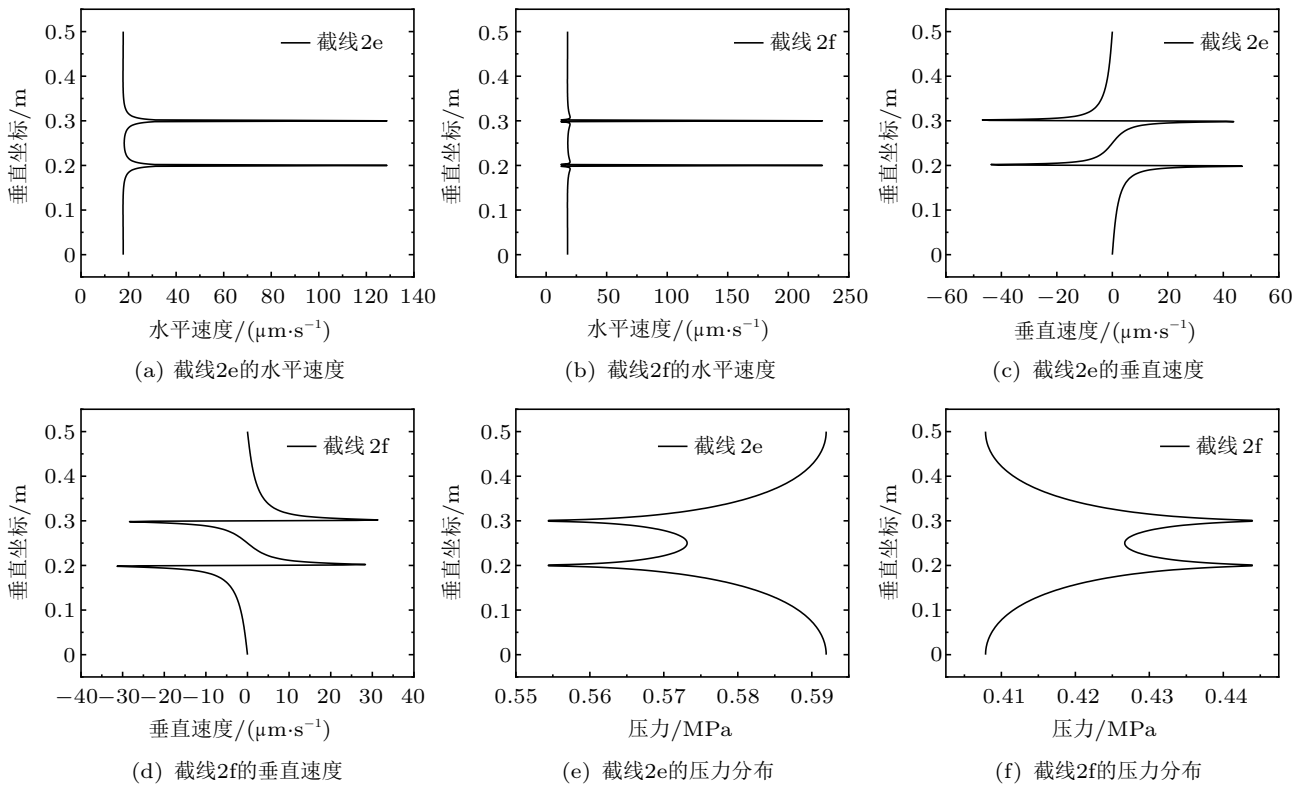 0.5
0.4
0.3
0.2
0.1
0
垂直坐标/m
截线2e
0 20 40 60 80 100 120 140
水平速度/(μm·s⁻¹)
(a) 截线2e的水平速度
0.5
0.4
0.3
0.2
0.1
0
垂直坐标/m
截线 2f
0 50 100 150 200 250
水平速度/(μm·s⁻¹)
(b) 截线2f的水平速度
0.5
0.4
0.3
0.2
0.1
0
垂直坐标/m
截线 2e
−60 −40 −20 0 20 40 60
垂直速度/(μm·s⁻¹)
(c) 截线2e的垂直速度
0.5
0.4
0.3
0.2
0.1
0
垂直坐标/m
截线 2f
−40 −30 −20 −10 0 10 20 30 40
垂直速度/(μm·s⁻¹)
(d) 截线2f的垂直速度
0.5
0.4
0.3
0.2
0.1
0
垂直坐标/m
截线 2e
0.55 0.56 0.57 0.58 0.59
压力/MPa
(e) 截线2e的压力分布
0.5
0.4
0.3
0.2
0.1
0
垂直坐标/m
截线 2f
0.41 0.42 0.43 0.44
压力/MPa
(f) 截线2f的压力分布